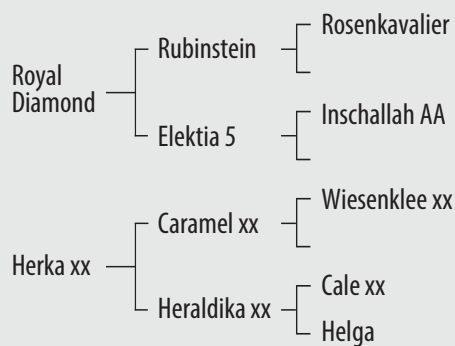 Rosenkavalier
Rubinstein
Royal
Diamond
Inschallah AA
Elektia 5
Wiesenklee xx
Caramel xx
Herka xx
Cale xx
Heraldika xx
Helga